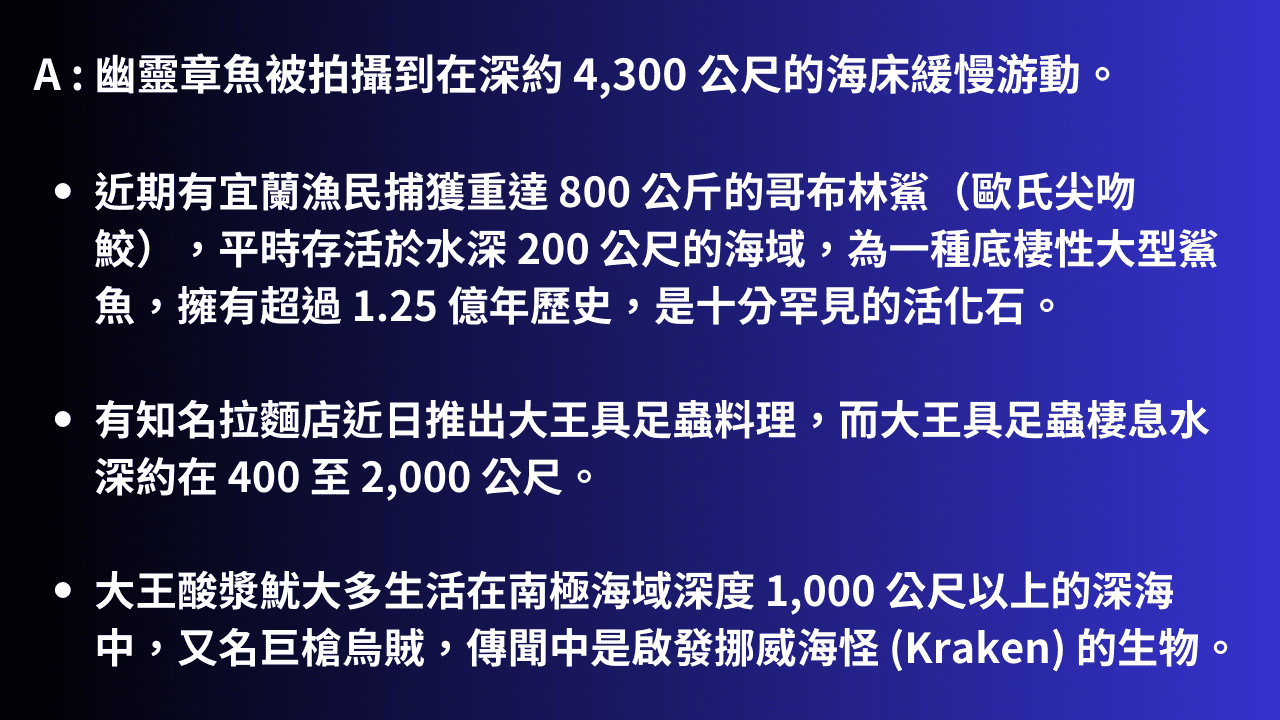 A : 幽靈章魚被拍攝到在深約 4,300 公尺的海床緩慢游動。
• 近期有宜蘭漁民捕獲重達 800 公斤的哥布林鯊（歐氏尖吻
鮫），平時存活於水深 200 公尺的海域，為一種底棲性大型鯊
魚，擁有超過 1.25 億年歷史，是十分罕見的活化石。
• 有知名拉麵店近日推出大王具足蟲料理，而大王具足蟲棲息水
深約在 400 至 2,000 公尺。
• 大王酸漿魷大多生活在南極海域深度 1,000 公尺以上的深海
中，又名巨槍烏賊，傳聞中是啟發挪威海怪 (Kraken) 的生物。